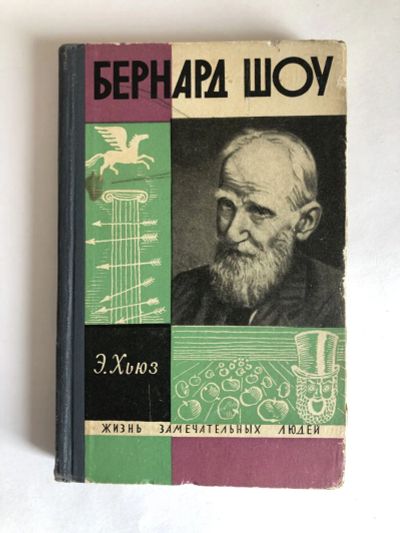 БЕРНАРД ШОУ
Э. Хьюз
ЖИЗНЬ ЗАМЕЧАТЕЛЬНЫХ ЛЮДЕЙ